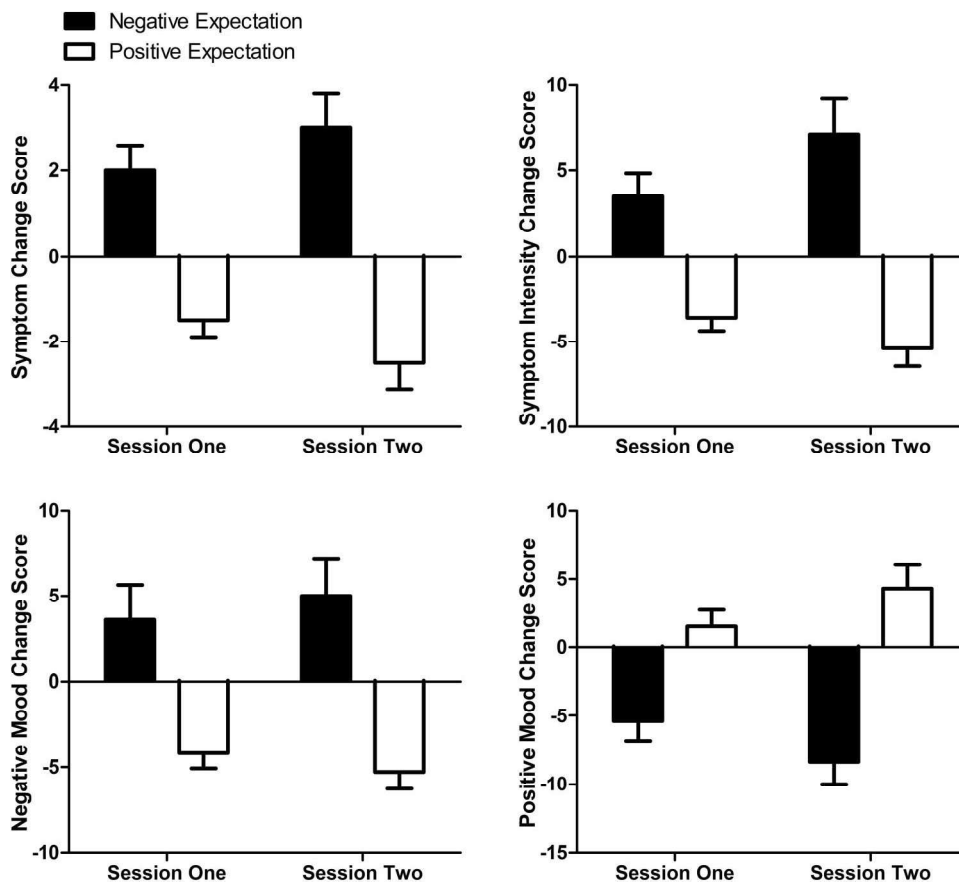 Negative Expectation
Positive Expectation
Symptom Change Score
4
2
0
-2
-4
Session One
Session Two
Symptom Intensity Change Score
10
5
0
-5
-10
Session One
Session Two
Negative Mood Change Score
10
5
0
-5
-10
Session One
Session Two
Positive Mood Change Score
10
5
0
-5
-10
-15
Session One
Session Two